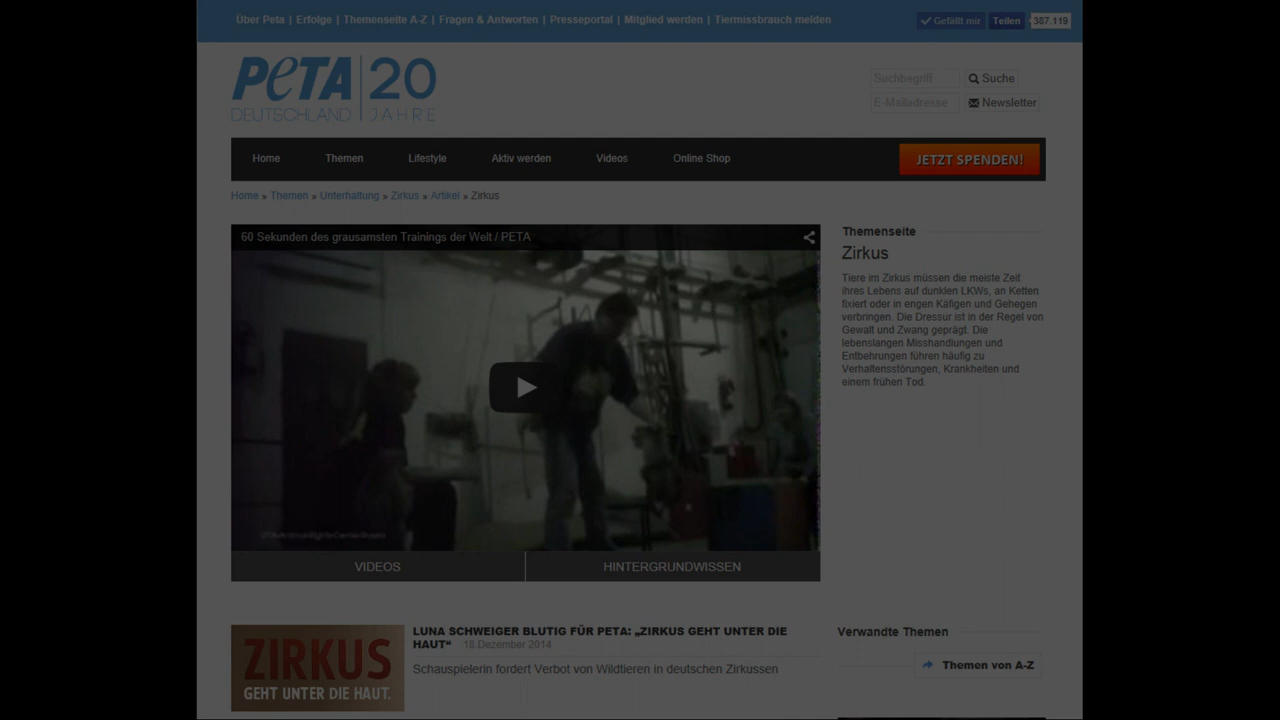 Über Peta | Erfolge | Themenseite A-Z | Fragen & Antworten | Presseportal | Mitglied werden | Tiermissbrauch melden
Gefällt mir Teilen 387.119
PETA 20
DEUTSCHLAND JAHRE
Suchbegriff Suche
E-Mailadresse Newsletter
Home Themen Lifestyle Aktiv werden Videos Online Shop JETZT SPENDEN!
Home » Themen » Unterhaltung » Zirkus » Artikel » Zirkus
60 Sekunden des grausamsten Trainings der Welt / PETA
VIDEOS HINTERGRUNDWISSEN
Themenseite
Zirkus
Tiere im Zirkus müssen die meiste Zeit
ihres Lebens auf dunklen LKWs, an Ketten
fixiert oder in engen Käfigen und Gehegen
verbringen. Die Dressur ist in der Regel von
Gewalt und Zwang geprägt. Die
lebenslangen Misshandlungen und
Entbehrungen führen häufig zu
Verhaltensstörungen, Krankheiten und
einem frühen Tod.
ZIRKUS
GEHT UNTER DIE HAUT.
LUNA SCHWEIGER BLUTIG FÜR PETA: „ZIRKUS GEHT UNTER DIE
HAUT“ 18.Dezember 2014
Schauspielerin fordert Verbot von Wildtieren in deutschen Zirkussen
Verwandte Themen
Themen von A-Z